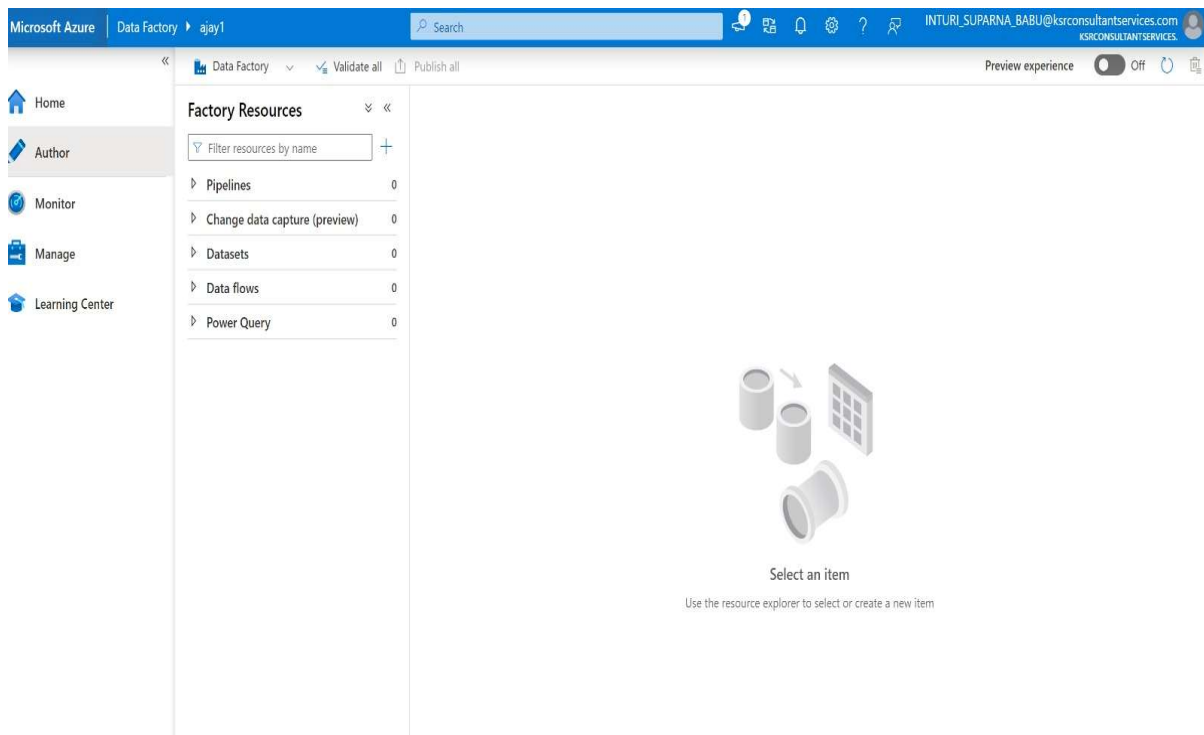 Microsoft Azure Data Factory ajay1 Search 1 INTURI_SUPARNA_BABU@ksrconsultantservices.com
KSRCONSULTANTSERVICES.
Data Factory Validate all Publish all Preview experience Off
Home
Author
Monitor
Manage
Learning Center
Factory Resources
Filter resources by name
Pipelines 0
Change data capture (preview) 0
Datasets 0
Data flows 0
Power Query 0
Select an item
Use the resource explorer to select or create a new item